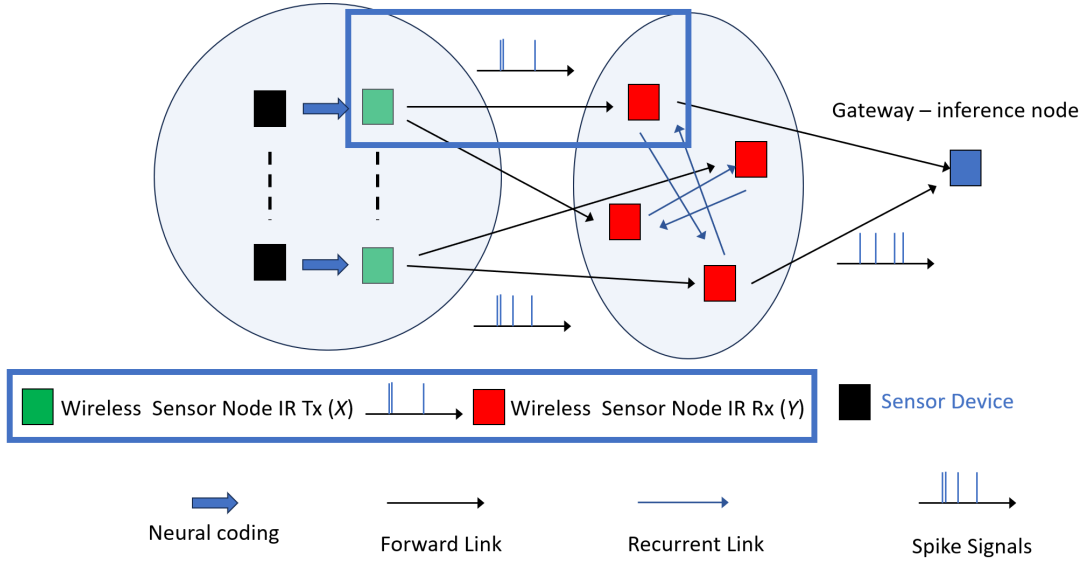 Gateway – inference node
Wireless Sensor Node IR Tx (X)
Wireless Sensor Node IR Rx (Y)
Sensor Device
Neural coding
Forward Link
Recurrent Link
Spike Signals